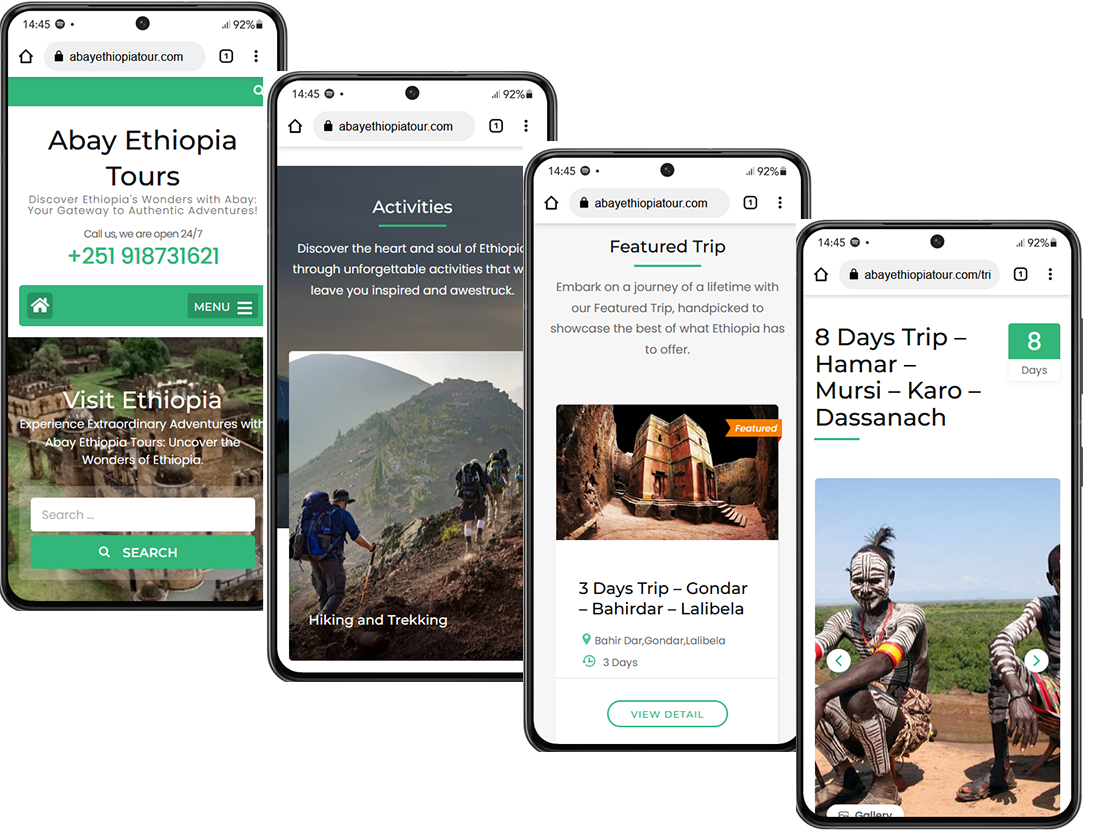 14:45 92%
abayethiopiatour.com 1
Abay Ethiopia
Tours
Discover Ethiopia's Wonders with Abay:
Your Gateway to Authentic Adventures!
Call us, we are open 24/7
+251 918731621
MENU
Visit Ethiopia
Experience Extraordinary Adventures with
Abay Ethiopia Tours: Uncover the
Wonders of Ethiopia.
Search ...
SEARCH
14:45 92%
abayethiopiatour.com 1
Activities
Discover the heart and soul of Ethiopia
through unforgettable activities that w
leave you inspired and awestruck.
Hiking and Trekking
14:45 92%
abayethiopiatour.com 1
Featured Trip
Embark on a journey of a lifetime with
our Featured Trip, handpicked to
showcase the best of what Ethiopia has
to offer.
Featured
3 Days Trip – Gondar
– Bahirdar – Lalibela
Bahir Dar,Gondar,Lalibela
3 Days
VIEW DETAIL
14:45 92%
abayethiopiatour.com/tri 1
8 Days Trip –
Hamar –
Mursi – Karo –
Dassanach
8
Days
Gallery